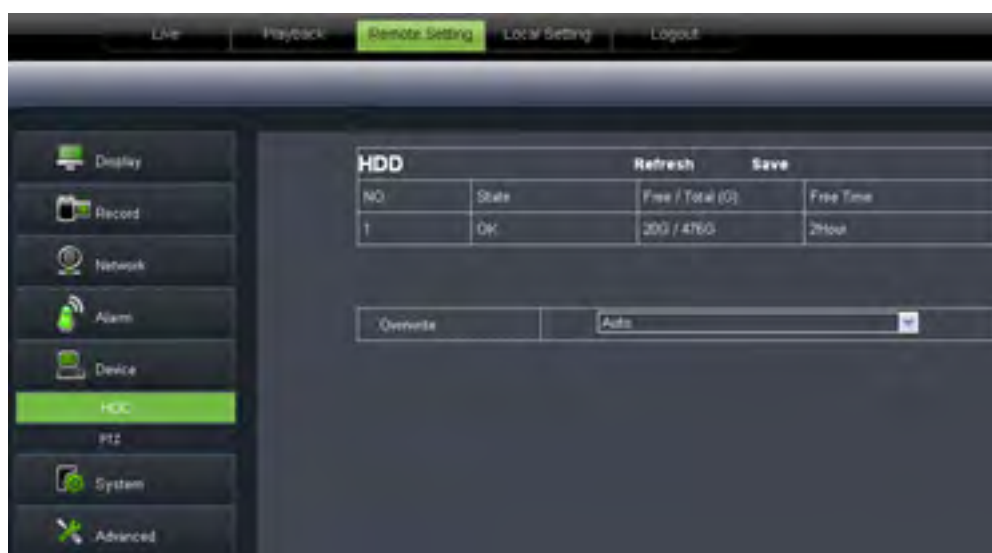 Live Playback Remote Setting Local Setting Logout
Display
Record
Network
Alarm
Device
HDD
PTZ
System
Advanced
HDD Refresh Save
NO. State Free / Total (G) Free Time
1 OK 20G / 476G 2Hour
Overwrite Auto